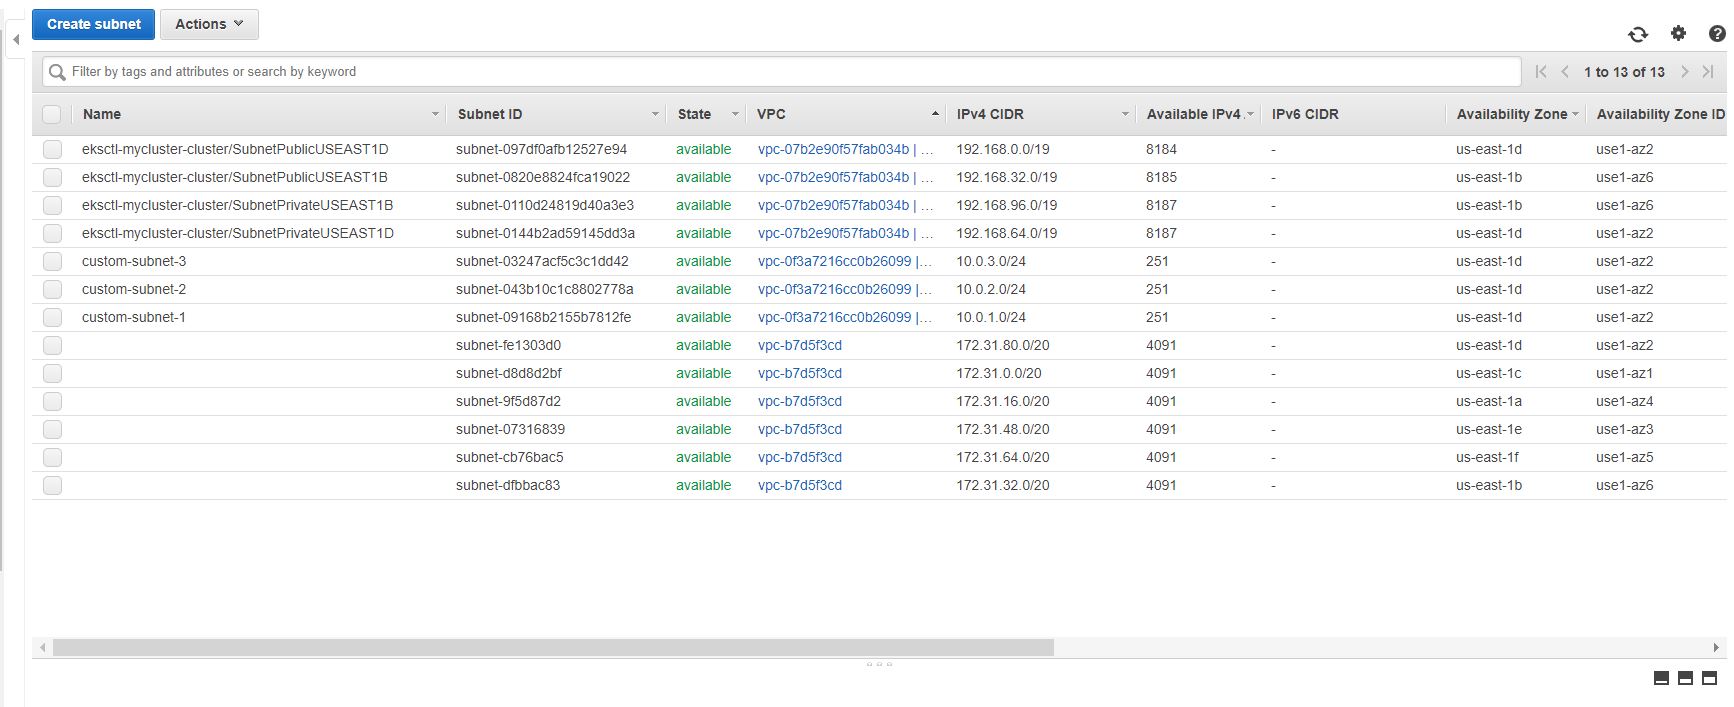 Create subnet Actions
Filter by tags and attributes or search by keyword 1 to 13 of 13
Name Subnet ID State VPC IPv4 CIDR Available IPv4 IPv6 CIDR Availability Zone Availability Zone ID
eksctl-mycluster-cluster/SubnetPublicUSEAST1D subnet-097df0afb12527e94 available vpc-07b2e90f57fab034b | ... 192.168.0.0/19 8184 - us-east-1d use1-az2
eksctl-mycluster-cluster/SubnetPublicUSEAST1B subnet-0820e8824fca19022 available vpc-07b2e90f57fab034b | ... 192.168.32.0/19 8185 - us-east-1b use1-az6
eksctl-mycluster-cluster/SubnetPrivateUSEAST1B subnet-0110d24819d40a3e3 available vpc-07b2e90f57fab034b | ... 192.168.96.0/19 8187 - us-east-1b use1-az6
eksctl-mycluster-cluster/SubnetPrivateUSEAST1D subnet-0144b2ad59145dd3a available vpc-07b2e90f57fab034b | ... 192.168.64.0/19 8187 - us-east-1d use1-az2
custom-subnet-3 subnet-03247acf5c3c1dd42 available vpc-0f3a7216cc0b26099 |... 10.0.3.0/24 251 - us-east-1d use1-az2
custom-subnet-2 subnet-043b10c1c8802778a available vpc-0f3a7216cc0b26099 |... 10.0.2.0/24 251 - us-east-1d use1-az2
custom-subnet-1 subnet-09168b2155b7812fe available vpc-0f3a7216cc0b26099 |... 10.0.1.0/24 251 - us-east-1d use1-az2
subnet-fe1303d0 available vpc-b7d5f3cd 172.31.80.0/20 4091 - us-east-1d use1-az2
subnet-d8d8d2bf available vpc-b7d5f3cd 172.31.0.0/20 4091 - us-east-1c use1-az1
subnet-9f5d87d2 available vpc-b7d5f3cd 172.31.16.0/20 4091 - us-east-1a use1-az4
subnet-07316839 available vpc-b7d5f3cd 172.31.48.0/20 4091 - us-east-1e use1-az3
subnet-cb76bac5 available vpc-b7d5f3cd 172.31.64.0/20 4091 - us-east-1f use1-az5
subnet-dfbbac83 available vpc-b7d5f3cd 172.31.32.0/20 4091 - us-east-1b use1-az6